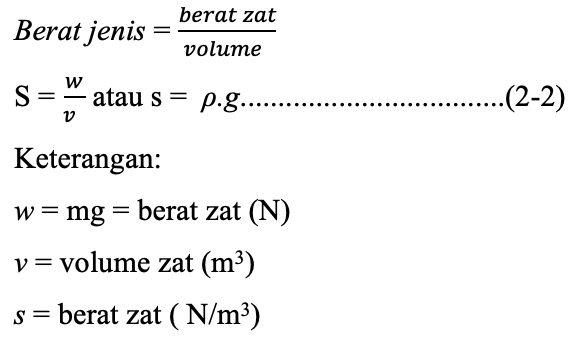 Berat jenis = berat zat / volume
S = w / v atau s = ρ.g...................................(2-2)
Keterangan:
w = mg = berat zat (N)
v = volume zat (m³)
s = berat zat ( N/m³)